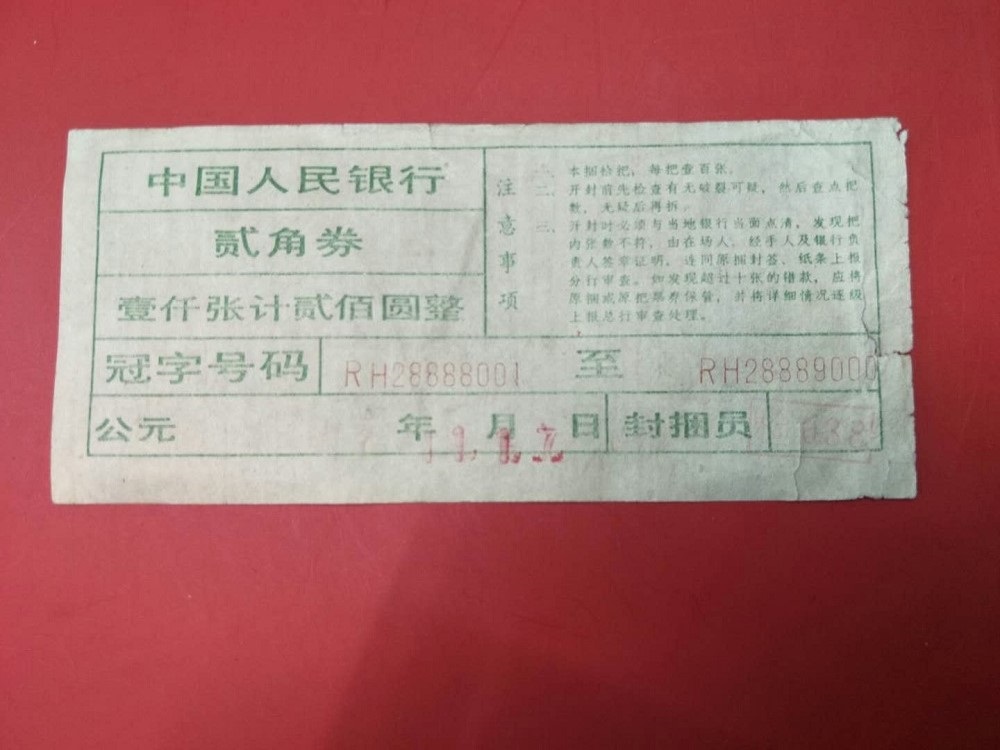 中国人民银行
贰角券
壹仟张计贰佰圆整
注意事项
一、本捆拾把,每把壹百张。
二、开封前先检查有无破裂可疑,然后查点把
数,无疑后再拆。
三、开封时必须与当地银行当面点清,发现把
内张数不符,由在场人、经手人及银行负
责人签章证明,连同原捆封签、纸条上报
分行审查。如发现超过十张的错款,应将
原捆或原把票券保管,并将详细情况逐级
上报总行审查处理。
冠字号码 RH28888001 至 RH28889000
公元 年 月 日 封捆员